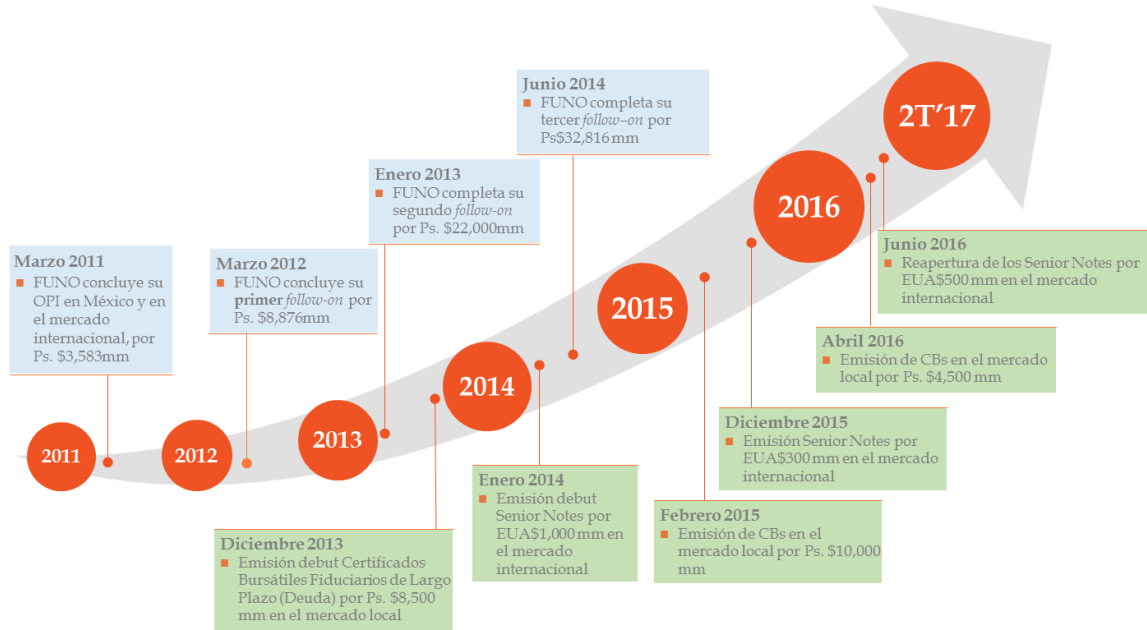 Junio 2014
FUNO completa su
tercer follow–on por
Ps$32,816 mm
2T'17
Enero 2013
FUNO completa su
segundo follow-on
por Ps. $22,000mm
2016
Marzo 2011
FUNO concluye su
OPI en México y en
el mercado
internacional, por
Ps. $3,583mm
Marzo 2012
FUNO concluye su
primer follow-on por
Ps. $8,876mm
Junio 2016
Reapertura de los Senior Notes por
EUA$500 mm en el mercado
internacional
2015
Abril 2016
Emisión de CBs en el mercado
local por Ps. $4,500 mm
2014
Diciembre 2015
Emisión Senior Notes por
EUA$300 mm en el mercado
internacional
2011
2012
2013
Enero 2014
Emisión debut
Senior Notes por
EUA$1,000 mm en
el mercado
internacional
Febrero 2015
Emisión de CBs en el
mercado local por Ps. $10,000
mm
Diciembre 2013
Emisión debut Certificados
Bursátiles Fiduciarios de Largo
Plazo (Deuda) por Ps. $8,500
mm en el mercado local